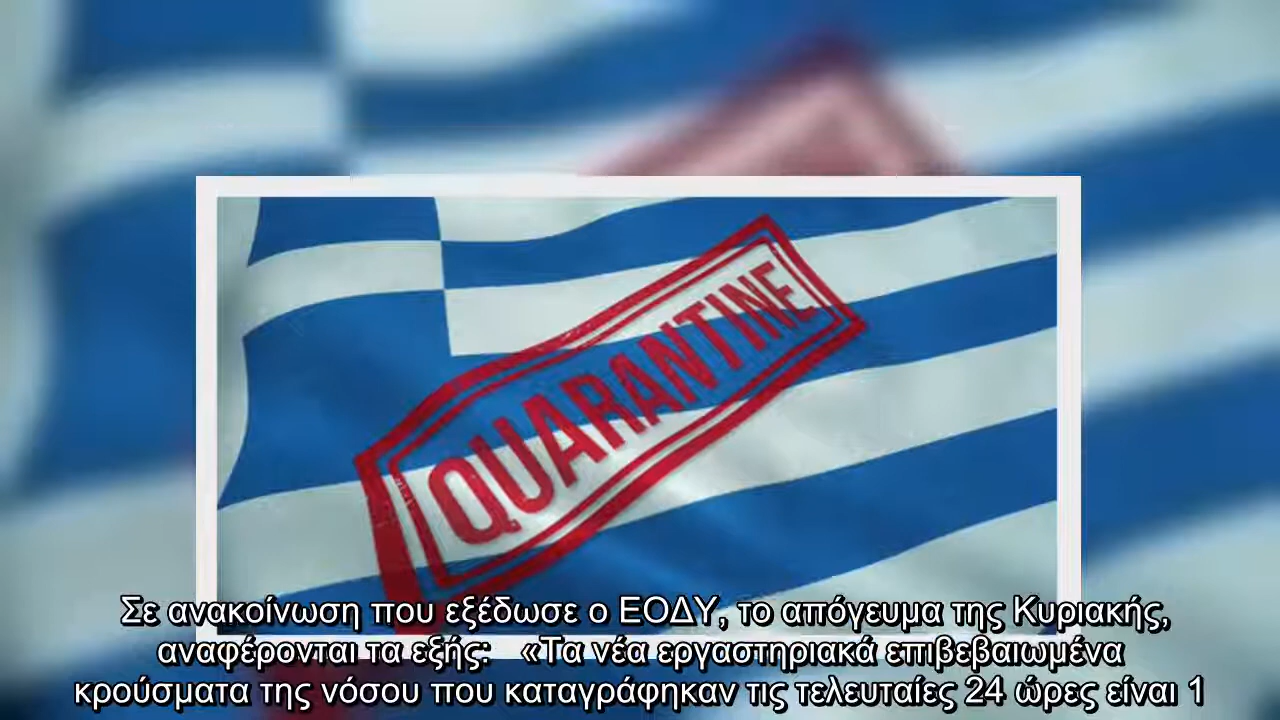 QUARANTINE
Σε ανακοίνωση που εξέδωσε ο ΕΟΔΥ, το απόγευμα της Κυριακής,
αναφέρονται τα εξής: «Τα νέα εργαστηριακά επιβεβαιωμένα
κρούσματα της νόσου που καταγράφηκαν τις τελευταίες 24 ώρες είναι 1